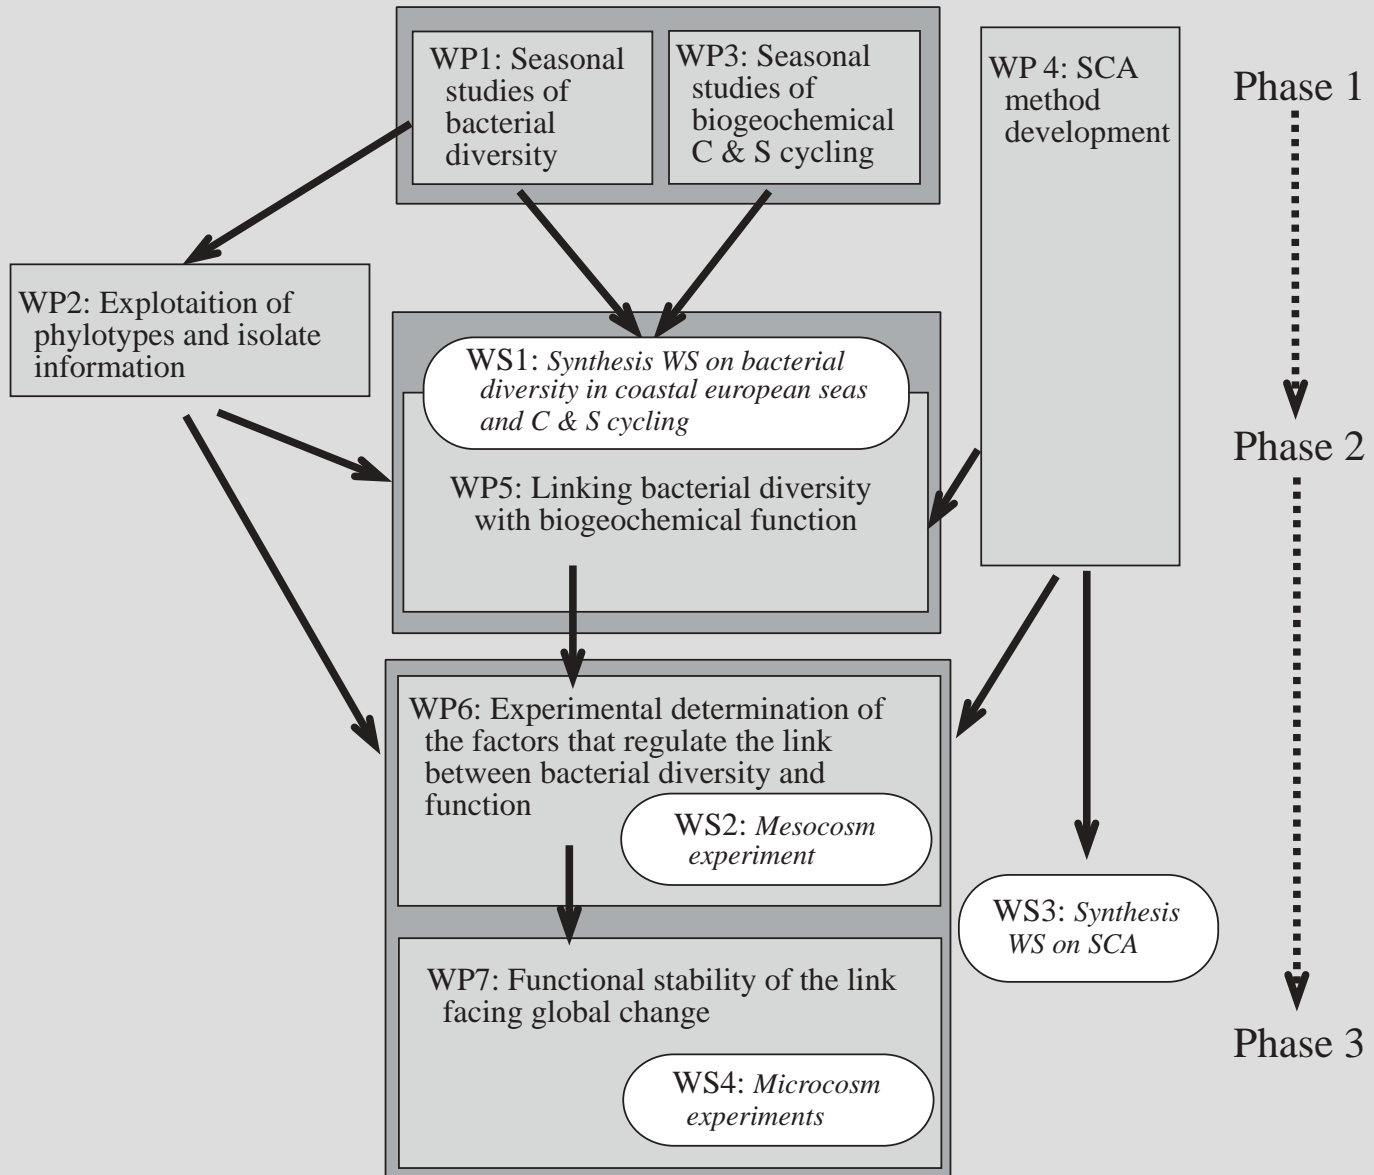 WP1: Seasonal
studies of
bacterial
diversity
WP3: Seasonal
studies of
biogeochemical
C & S cycling
WP 4: SCA
method
development
Phase 1
WP2: Explotaition of
phylotypes and isolate
information
WS1: Synthesis WS on bacterial
diversity in coastal european seas
and C & S cycling
Phase 2
WP5: Linking bacterial diversity
with biogeochemical function
WP6: Experimental determination of
the factors that regulate the link
between bacterial diversity and
function
WS2: Mesocosm
experiment
WS3: Synthesis
WS on SCA
WP7: Functional stability of the link
facing global change
Phase 3
WS4: Microcosm
experiments